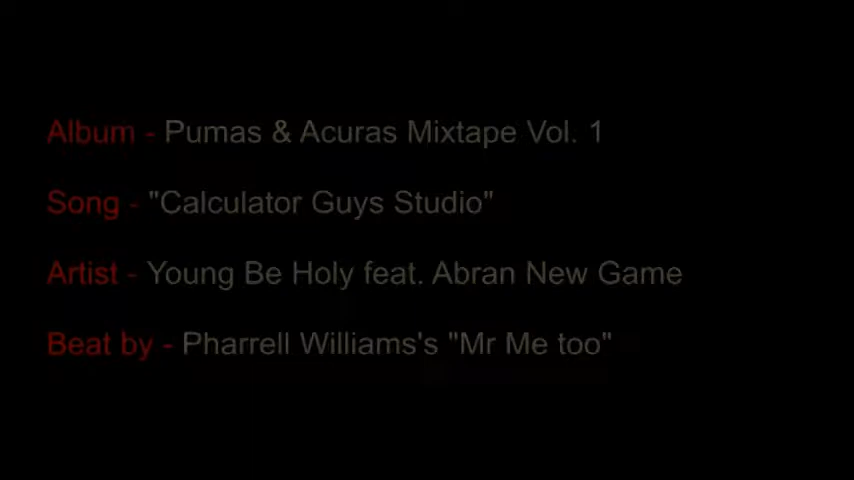 Album - Pumas & Acuras Mixtape Vol. 1
Song - "Calculator Guys Studio"
Artist - Young Be Holy feat. Abran New Game
Beat by - Pharrell Williams's "Mr Me too"